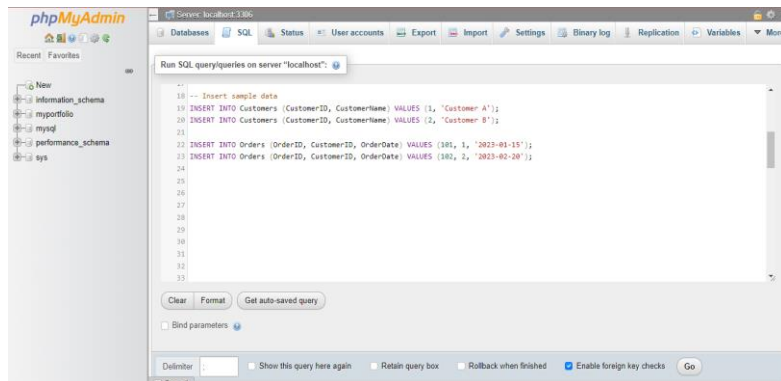 phpMyAdmin
Recent Favorites
New
information_schema
myportfolio
mysql
performance_schema
sys
Server: localhost:3306
Databases SQL Status User accounts Export Import Settings Binary log Replication Variables Mon
Run SQL query/queries on server "localhost":
18 -- Insert sample data
19 INSERT INTO Customers (CustomerID, CustomerName) VALUES (1, 'Customer A');
20 INSERT INTO Customers (CustomerID, CustomerName) VALUES (2, 'Customer B');
21
22 INSERT INTO Orders (OrderID, CustomerID, OrderDate) VALUES (101, 1, '2023-01-15');
23 INSERT INTO Orders (OrderID, CustomerID, OrderDate) VALUES (102, 2, '2023-02-20');
24
25
26
27
28
29
30
31
32
33
Clear Format Get auto-saved query
Bind parameters
Delimiter ; Show this query here again Retain query box Rollback when finished Enable foreign key checks Go